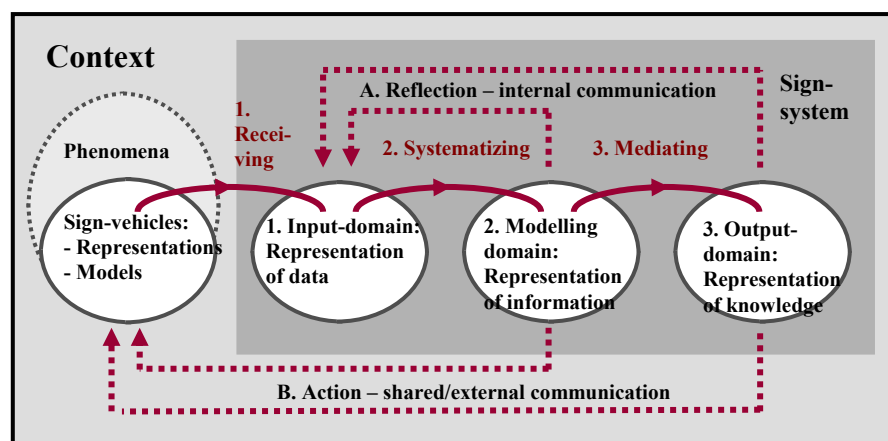 Context
Sign-
system
A. Reflection – internal communication
1.
Recei-
ving
Phenomena
2. Systematizing
3. Mediating
Sign-vehicles:
- Representations
- Models
1. Input-domain:
Representation
of data
2. Modelling
domain:
Representation
of information
3. Output-
domain:
Representation
of knowledge
B. Action – shared/external communication